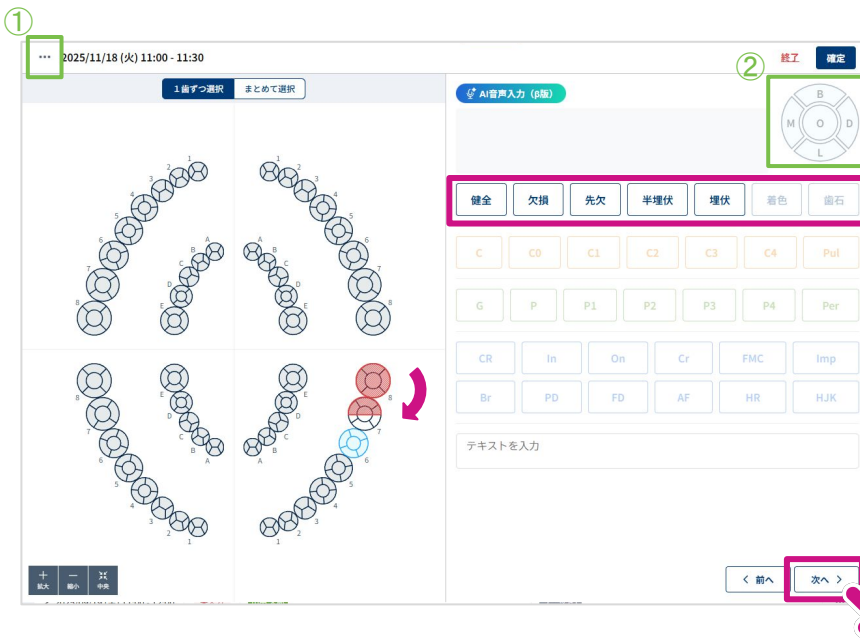 ①
… 2025/11/18 (火) 11:00 - 11:30
②
終了
確定
1歯ずつ選択
まとめて選択
AI音声入力（β版）
B
M O D
L
健全 欠損 先欠 半埋伏 埋伏 着色 歯石
C C0 C1 C2 C3 C4 Pul
G P P1 P2 P3 P4 Per
CR In On Cr FMC Imp
Br PD FD AF HR HJK
テキストを入力
1 1
2 2
3 3
4 4
5 5
6 A A 6
B B
7 C C 7
D D
8 E E 8
8 E E 8
D D
7 C C 7
B B
6 A A 6
5 5
4 4
3 3
2 2
1 1
拡大 縮小 中央
前へ
次へ